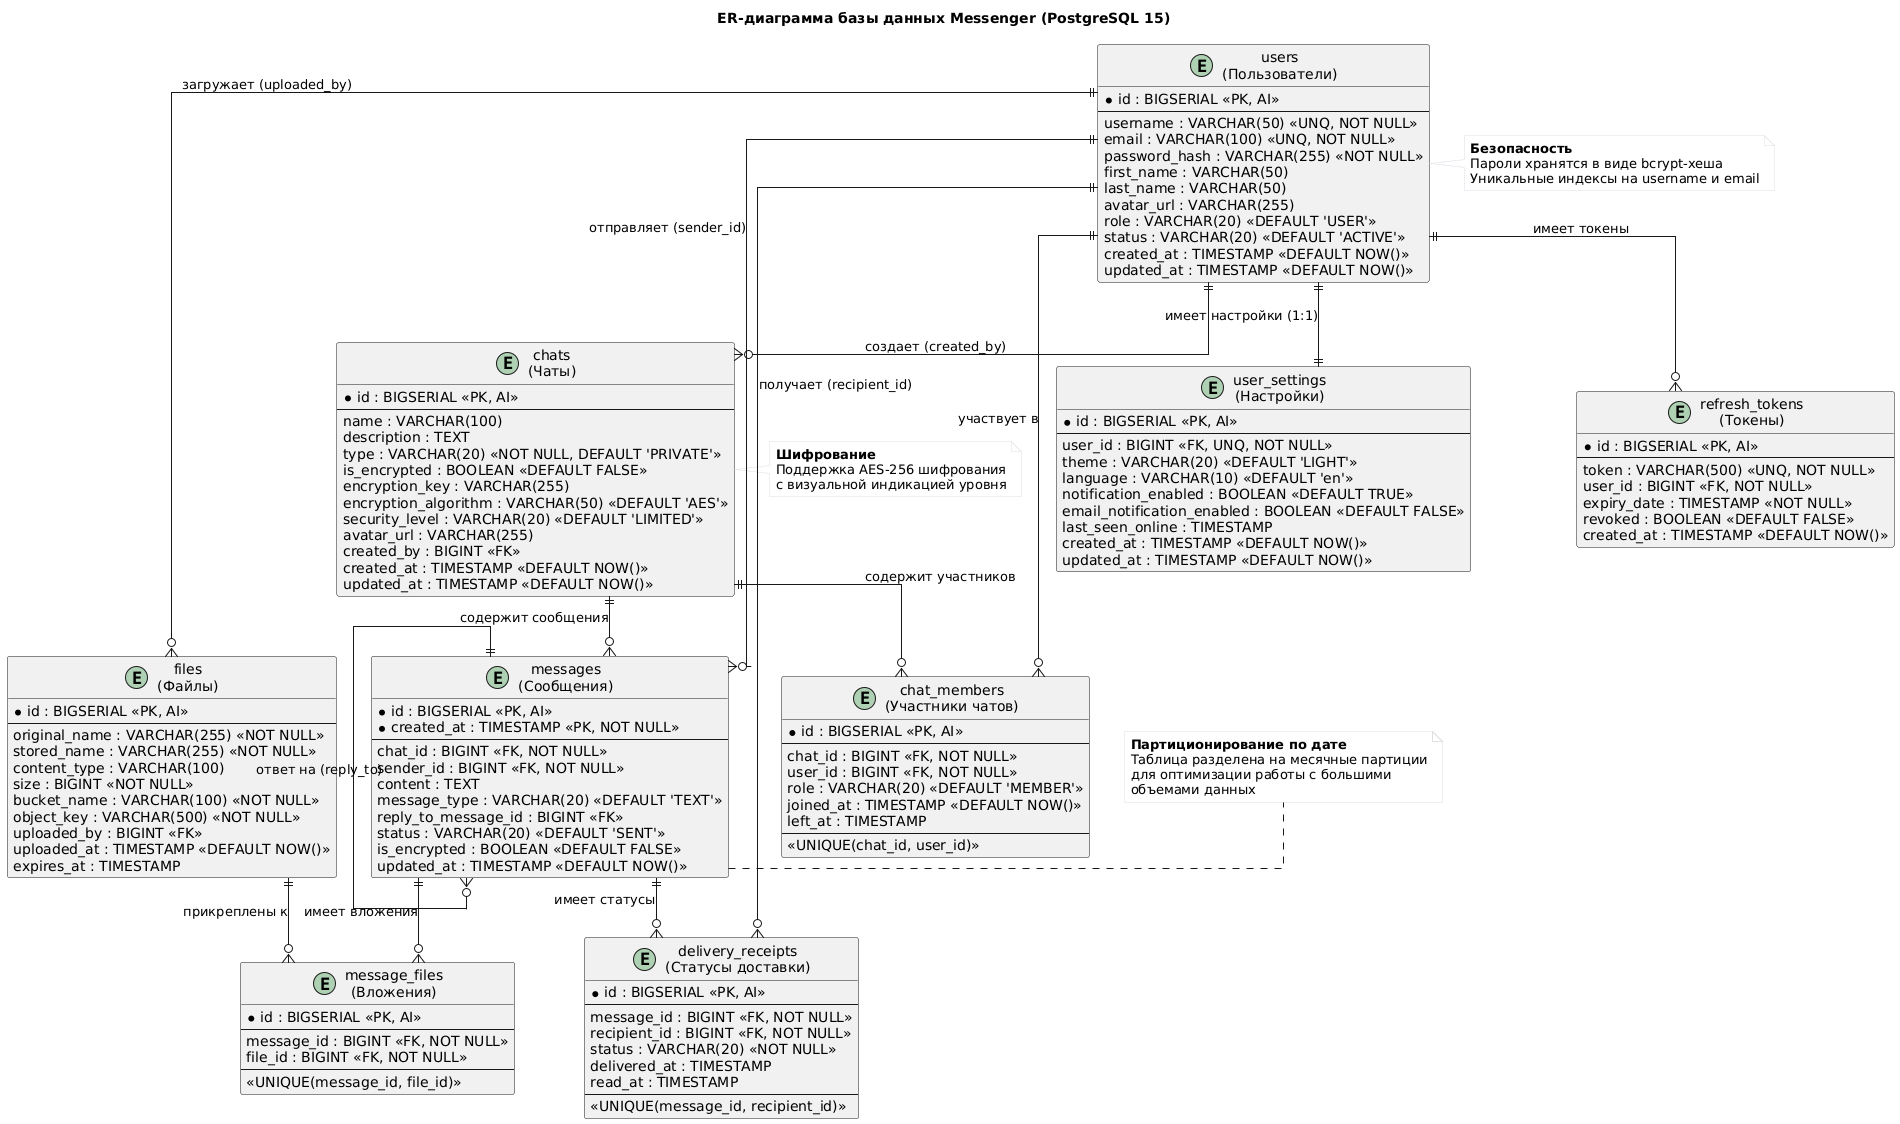 ER-диаграмма базы данных Messenger (PostgreSQL 15)
E
users
(Пользователи)
id : BIGSERIAL «PK, AI»
username : VARCHAR(50) «UNQ, NOT NULL»
email : VARCHAR(100) «UNQ, NOT NULL»
password_hash : VARCHAR(255) «NOT NULL»
first_name : VARCHAR(50)
last_name : VARCHAR(50)
avatar_url : VARCHAR(255)
role : VARCHAR(20) «DEFAULT 'USER'»
status : VARCHAR(20) «DEFAULT 'ACTIVE'»
created_at : TIMESTAMP «DEFAULT NOW()»
updated_at : TIMESTAMP «DEFAULT NOW()»
Безопасность
Пароли хранятся в виде bcrypt-хеша
Уникальные индексы на username и email
загружает (uploaded_by)
отправляет (sender_id)
имеет токены
имеет настройки (1:1)
создает (created_by)
получает (recipient_id)
участвует в
E
chats
(Чаты)
id : BIGSERIAL «PK, AI»
name : VARCHAR(100)
description : TEXT
type : VARCHAR(20) «NOT NULL, DEFAULT 'PRIVATE'»
is_encrypted : BOOLEAN «DEFAULT FALSE»
encryption_key : VARCHAR(255)
encryption_algorithm : VARCHAR(50) «DEFAULT 'AES'»
security_level : VARCHAR(20) «DEFAULT 'LIMITED'»
avatar_url : VARCHAR(255)
created_by : BIGINT «FK»
created_at : TIMESTAMP «DEFAULT NOW()»
updated_at : TIMESTAMP «DEFAULT NOW()»
Шифрование
Поддержка AES-256 шифрования
с визуальной индикацией уровня
E
user_settings
(Настройки)
id : BIGSERIAL «PK, AI»
user_id : BIGINT «FK, UNQ, NOT NULL»
theme : VARCHAR(20) «DEFAULT 'LIGHT'»
language : VARCHAR(10) «DEFAULT 'en'»
notification_enabled : BOOLEAN «DEFAULT TRUE»
email_notification_enabled : BOOLEAN «DEFAULT FALSE»
last_seen_online : TIMESTAMP
created_at : TIMESTAMP «DEFAULT NOW()»
updated_at : TIMESTAMP «DEFAULT NOW()»
E
refresh_tokens
(Токены)
id : BIGSERIAL «PK, AI»
token : VARCHAR(500) «UNQ, NOT NULL»
user_id : BIGINT «FK, NOT NULL»
expiry_date : TIMESTAMP «NOT NULL»
revoked : BOOLEAN «DEFAULT FALSE»
created_at : TIMESTAMP «DEFAULT NOW()»
содержит участников
содержит сообщения
E
files
(Файлы)
id : BIGSERIAL «PK, AI»
original_name : VARCHAR(255) «NOT NULL»
stored_name : VARCHAR(255) «NOT NULL»
content_type : VARCHAR(100)
size : BIGINT «NOT NULL»
bucket_name : VARCHAR(100) «NOT NULL»
object_key : VARCHAR(500) «NOT NULL»
uploaded_by : BIGINT «FK»
uploaded_at : TIMESTAMP «DEFAULT NOW()»
expires_at : TIMESTAMP
ответ на (reply_to)
E
messages
(Сообщения)
id : BIGSERIAL «PK, AI»
created_at : TIMESTAMP «PK, NOT NULL»
chat_id : BIGINT «FK, NOT NULL»
sender_id : BIGINT «FK, NOT NULL»
content : TEXT
message_type : VARCHAR(20) «DEFAULT 'TEXT'»
reply_to_message_id : BIGINT «FK»
status : VARCHAR(20) «DEFAULT 'SENT'»
is_encrypted : BOOLEAN «DEFAULT FALSE»
updated_at : TIMESTAMP «DEFAULT NOW()»
E
chat_members
(Участники чатов)
id : BIGSERIAL «PK, AI»
chat_id : BIGINT «FK, NOT NULL»
user_id : BIGINT «FK, NOT NULL»
role : VARCHAR(20) «DEFAULT 'MEMBER'»
joined_at : TIMESTAMP «DEFAULT NOW()»
left_at : TIMESTAMP
«UNIQUE(chat_id, user_id)»
Партиционирование по дате
Таблица разделена на месячные партиции
для оптимизации работы с большими
объемами данных
прикреплены к
имеет вложения
имеет статусы
E
message_files
(Вложения)
id : BIGSERIAL «PK, AI»
message_id : BIGINT «FK, NOT NULL»
file_id : BIGINT «FK, NOT NULL»
«UNIQUE(message_id, file_id)»
E
delivery_receipts
(Статусы доставки)
id : BIGSERIAL «PK, AI»
message_id : BIGINT «FK, NOT NULL»
recipient_id : BIGINT «FK, NOT NULL»
status : VARCHAR(20) «NOT NULL»
delivered_at : TIMESTAMP
read_at : TIMESTAMP
«UNIQUE(message_id, recipient_id)»